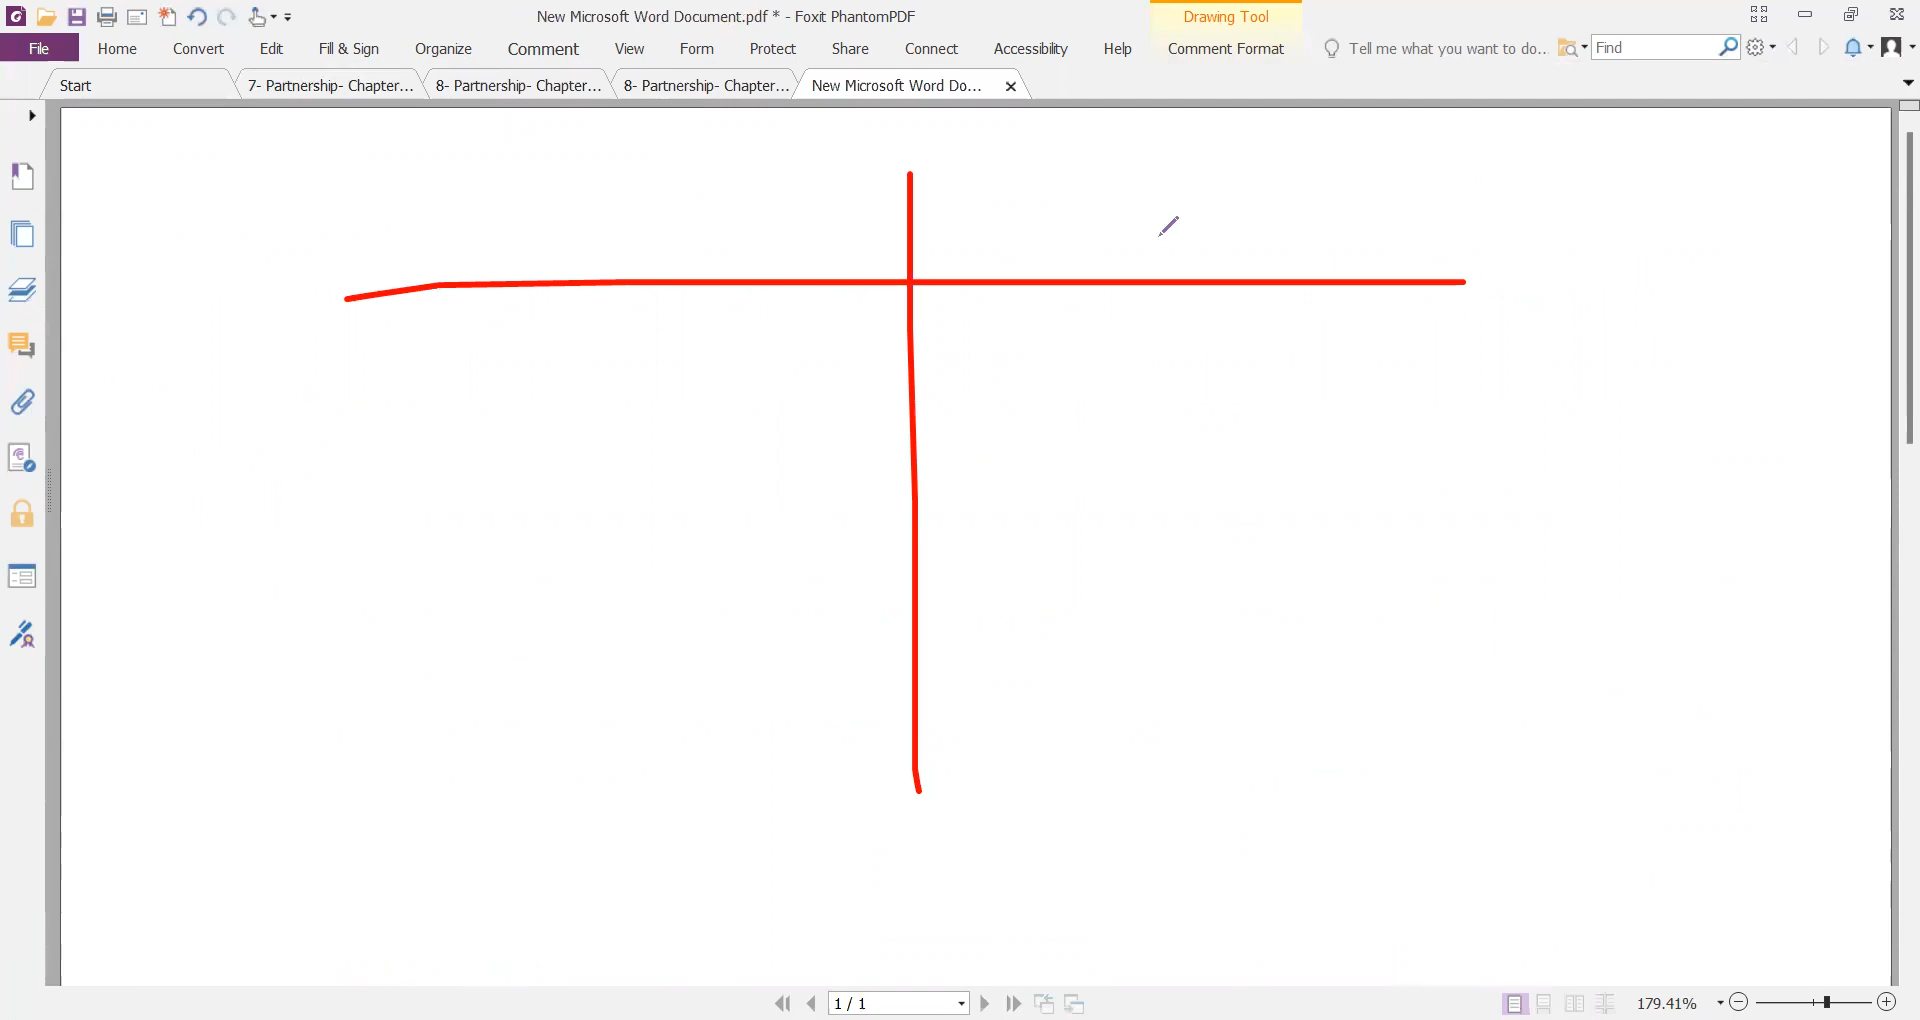 New Microsoft Word Document.pdf * - Foxit PhantomPDF
Drawing Tool
File Home Convert Edit Fill & Sign Organize Comment View Form Protect Share Connect Accessibility Help Comment Format Tell me what you want to do... Find
Start 7- Partnership- Chapter... 8- Partnership- Chapter... 8- Partnership- Chapter... New Microsoft Word Do...
1 / 1 179.41%